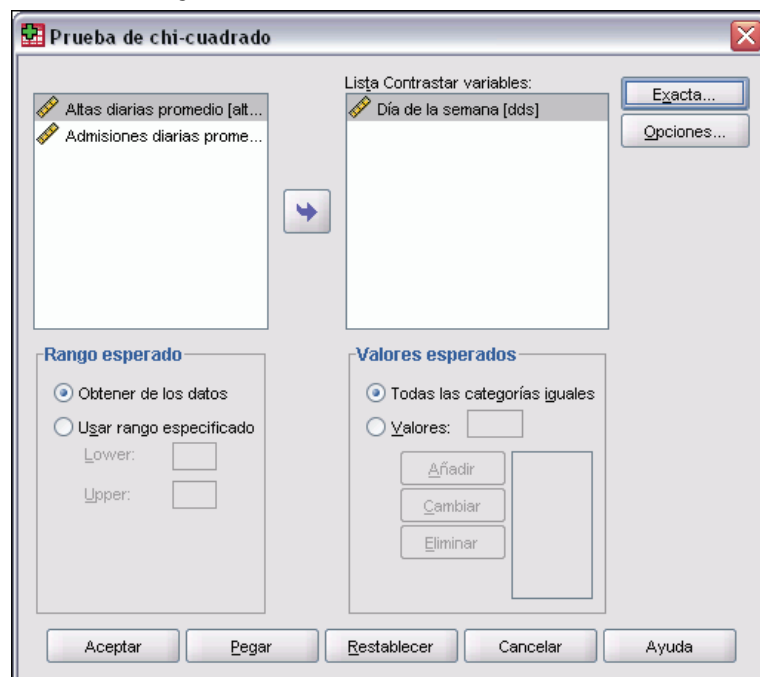 Prueba de chi-cuadrado
Altas diarias promedio [alt...
Admisiones diarias prome...
Lista Contrastar variables:
Día de la semana [dds]
Exacta...
Opciones...
Rango esperado
Obtener de los datos
Usar rango especificado
Lower:
Upper:
Valores esperados
Todas las categorías iguales
Valores:
Añadir
Cambiar
Eliminar
Aceptar
Pegar
Restablecer
Cancelar
Ayuda